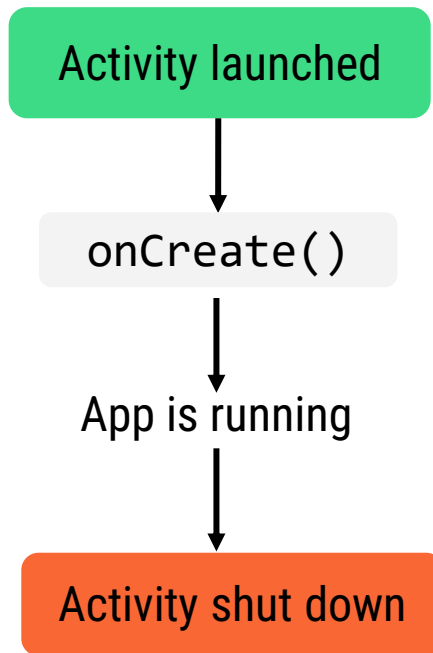 Activity launched
onCreate()
App is running
Activity shut down